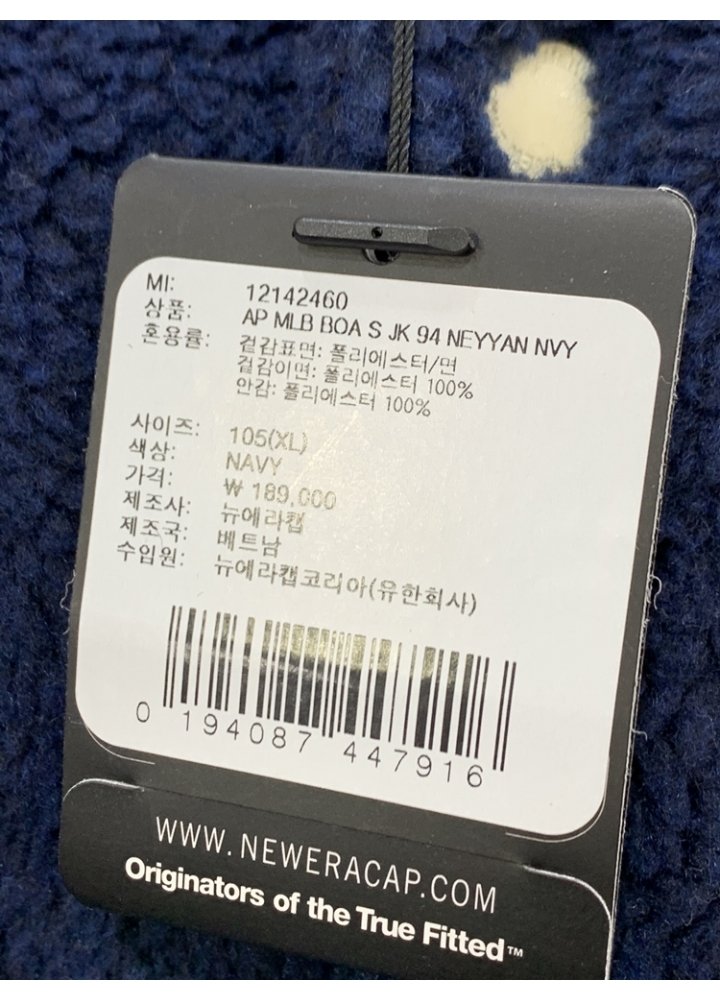 MI: 12142460
상품: AP MLB BOA S JK 94 NEYYAN NVY
혼용률: 겉감표면: 폴리에스터/면
겉감이면: 폴리에스터 100%
안감: 폴리에스터 100%
사이즈: 105(XL)
색상: NAVY
가격: ₩ 189,000
제조사: 뉴에라캡
제조국: 베트남
수입원: 뉴에라캡코리아(유한회사)
0 194087 447916
WWW.NEWERACAP.COM
Originators of the True Fitted™